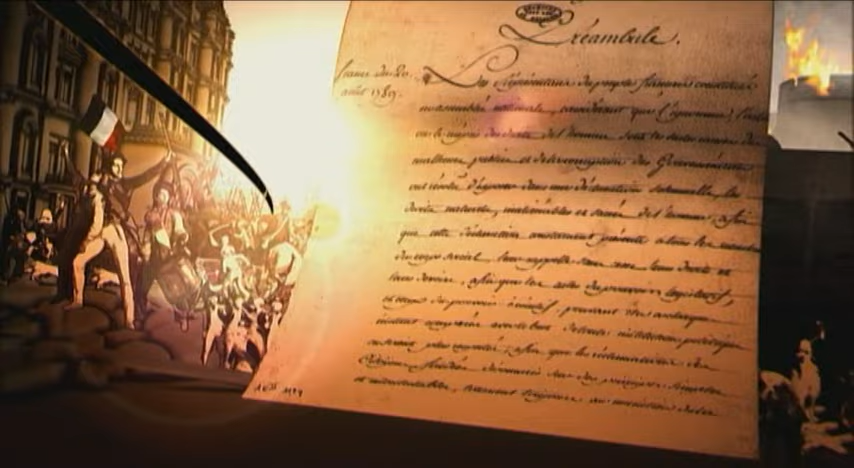 Préambule.
Séance du 20.
août 1789.
Les Représentans du peuple françois constitués
en assemblée nationale, considérant que l'ignorance, l'oubli
ou le mépris des droits de l'homme sont les seules causes des
malheurs publics et de la corruption des Gouvernemens
ont résolu d'exposer dans une Déclaration solemnelle, les
droits naturels, inaliénables et sacrés de l'homme; afin
que cette Déclaration constamment présente à tous les membres
du corps social, leur rappelle sans cesse leurs droits et
leurs devoirs; afin que les actes du pouvoir législatif,
et ceux du pouvoir exécutif, pouvant être à chaque
instant comparés avec le but de toute institution politique
en soient plus respectés; afin que les réclamations des
Citoyens, fondées désormais sur des principes simples
et incontestables, tournent toujours au maintien de la